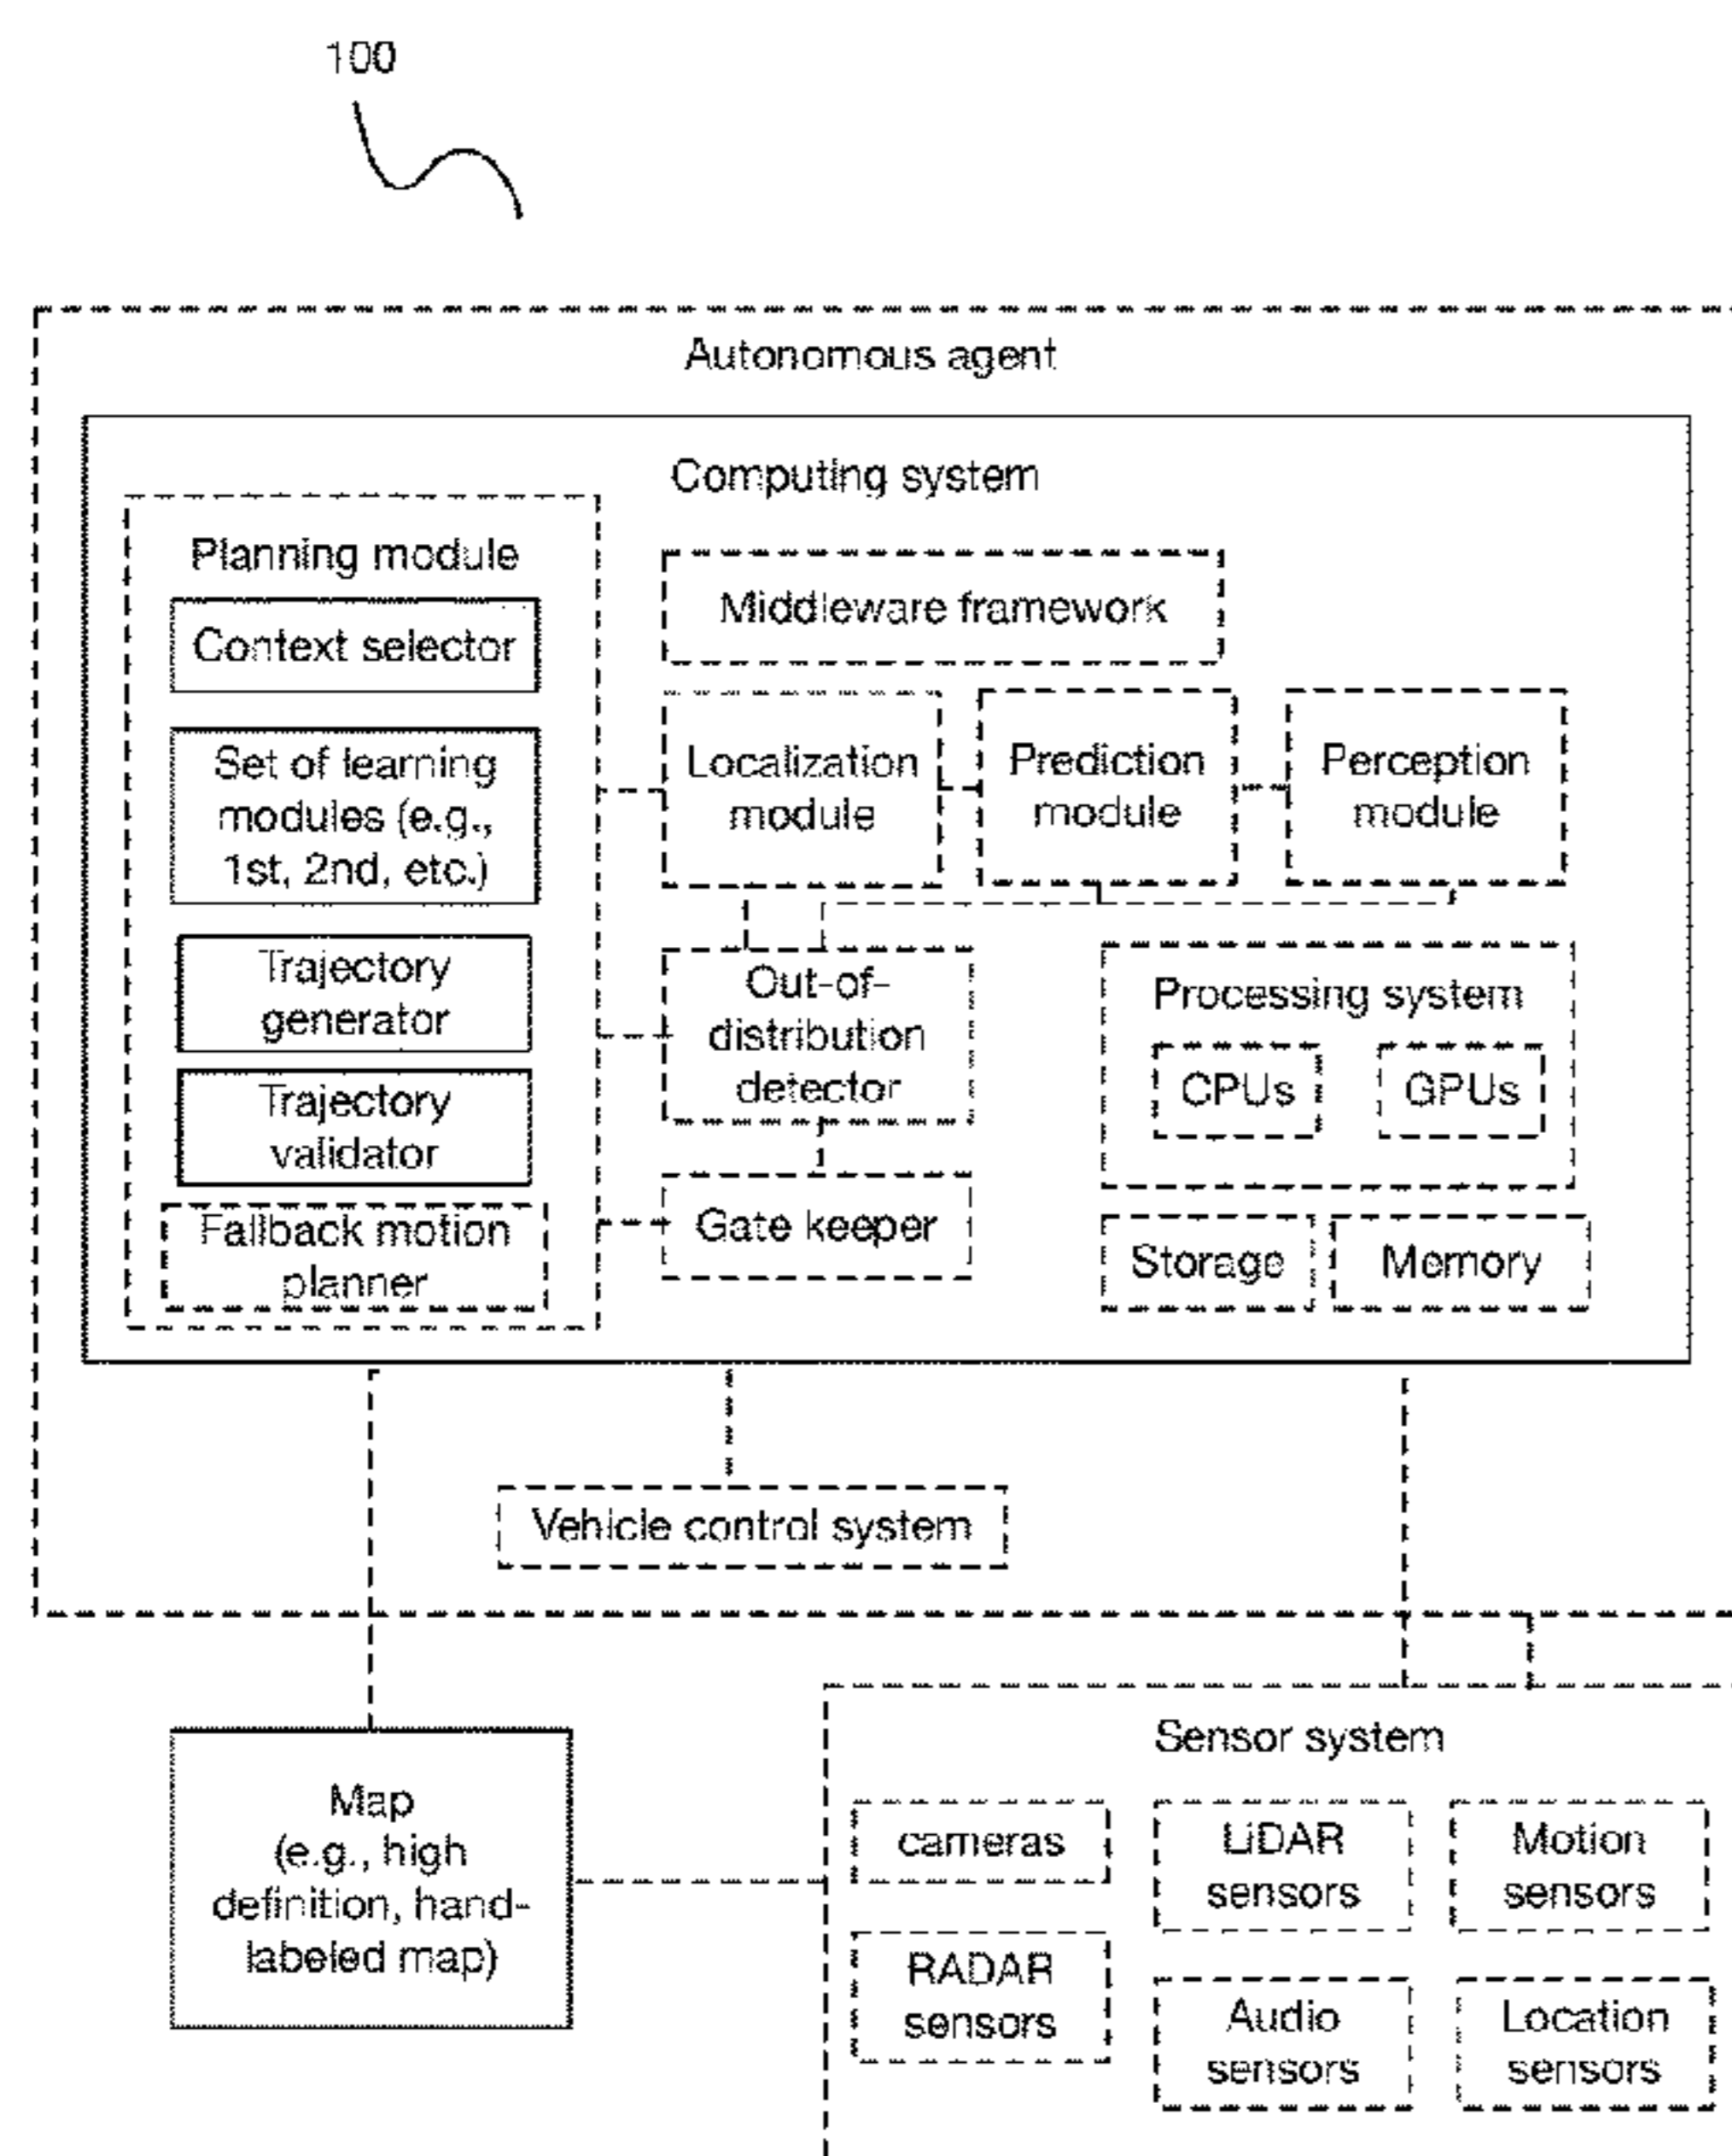 100
Autonomous agent
Computing system
Planning module
Context selector
Set of learning
modules (e.g.,
1st, 2nd, etc.)
Trajectory
generator
Trajectory
validator
Fallback motion
planner
Middleware framework
Localization
module
Prediction
module
Perception
module
Out-of-
distribution
detector
Gate keeper
Processing system
CPUs
GPUs
Storage
Memory
Vehicle control system
Map
(e.g., high
definition, hand-
labeled map)
Sensor system
cameras
LiDAR
sensors
Motion
sensors
RADAR
sensors
Audio
sensors
Location
sensors